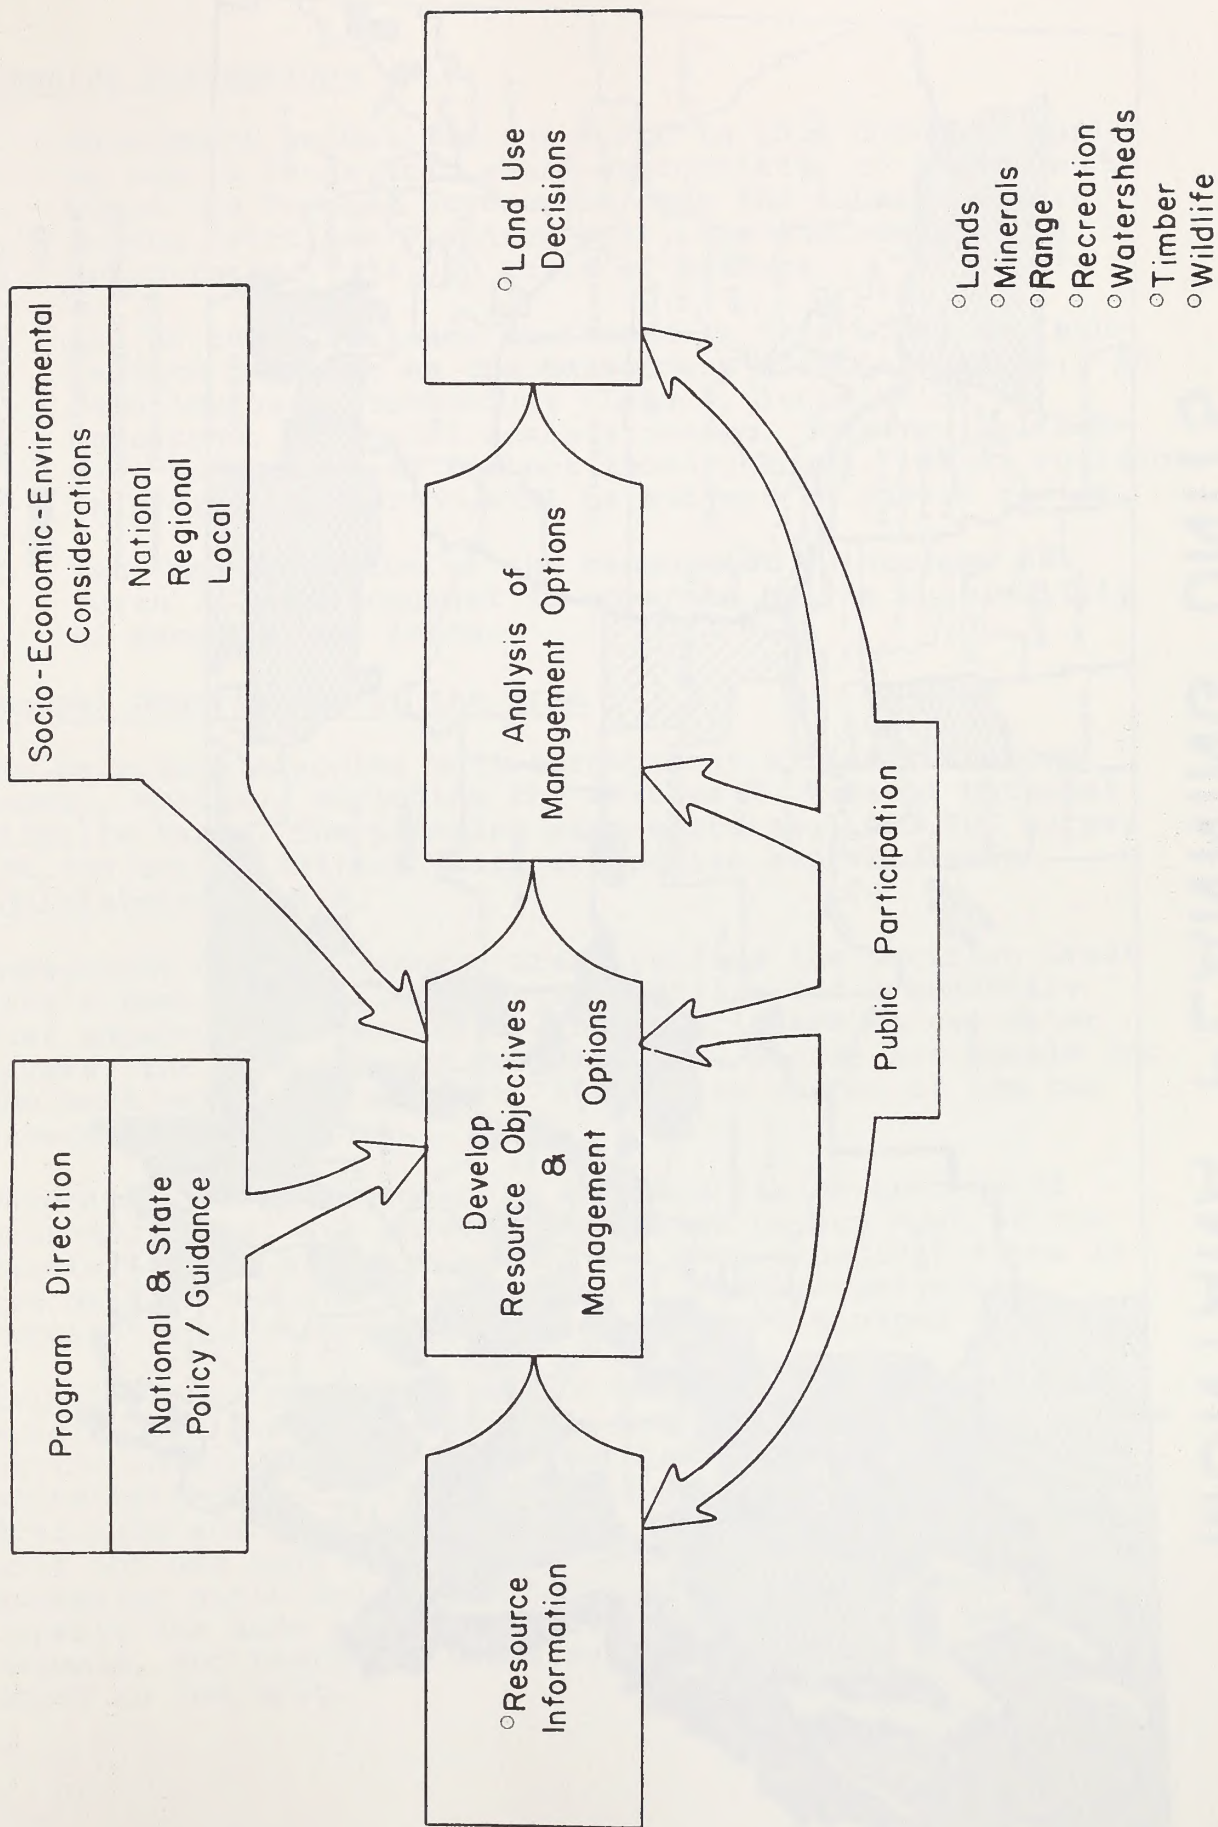 Program Direction
National & State
Policy / Guidance
Socio-Economic-Environmental
Considerations
National
Regional
Local
○Resource
Information
Develop
Resource Objectives
&
Management Options
Analysis of
Management Options
○Land Use
Decisions
Public Participation
○Lands
○Minerals
○Range
○Recreation
○Watersheds
○Timber
○Wildlife